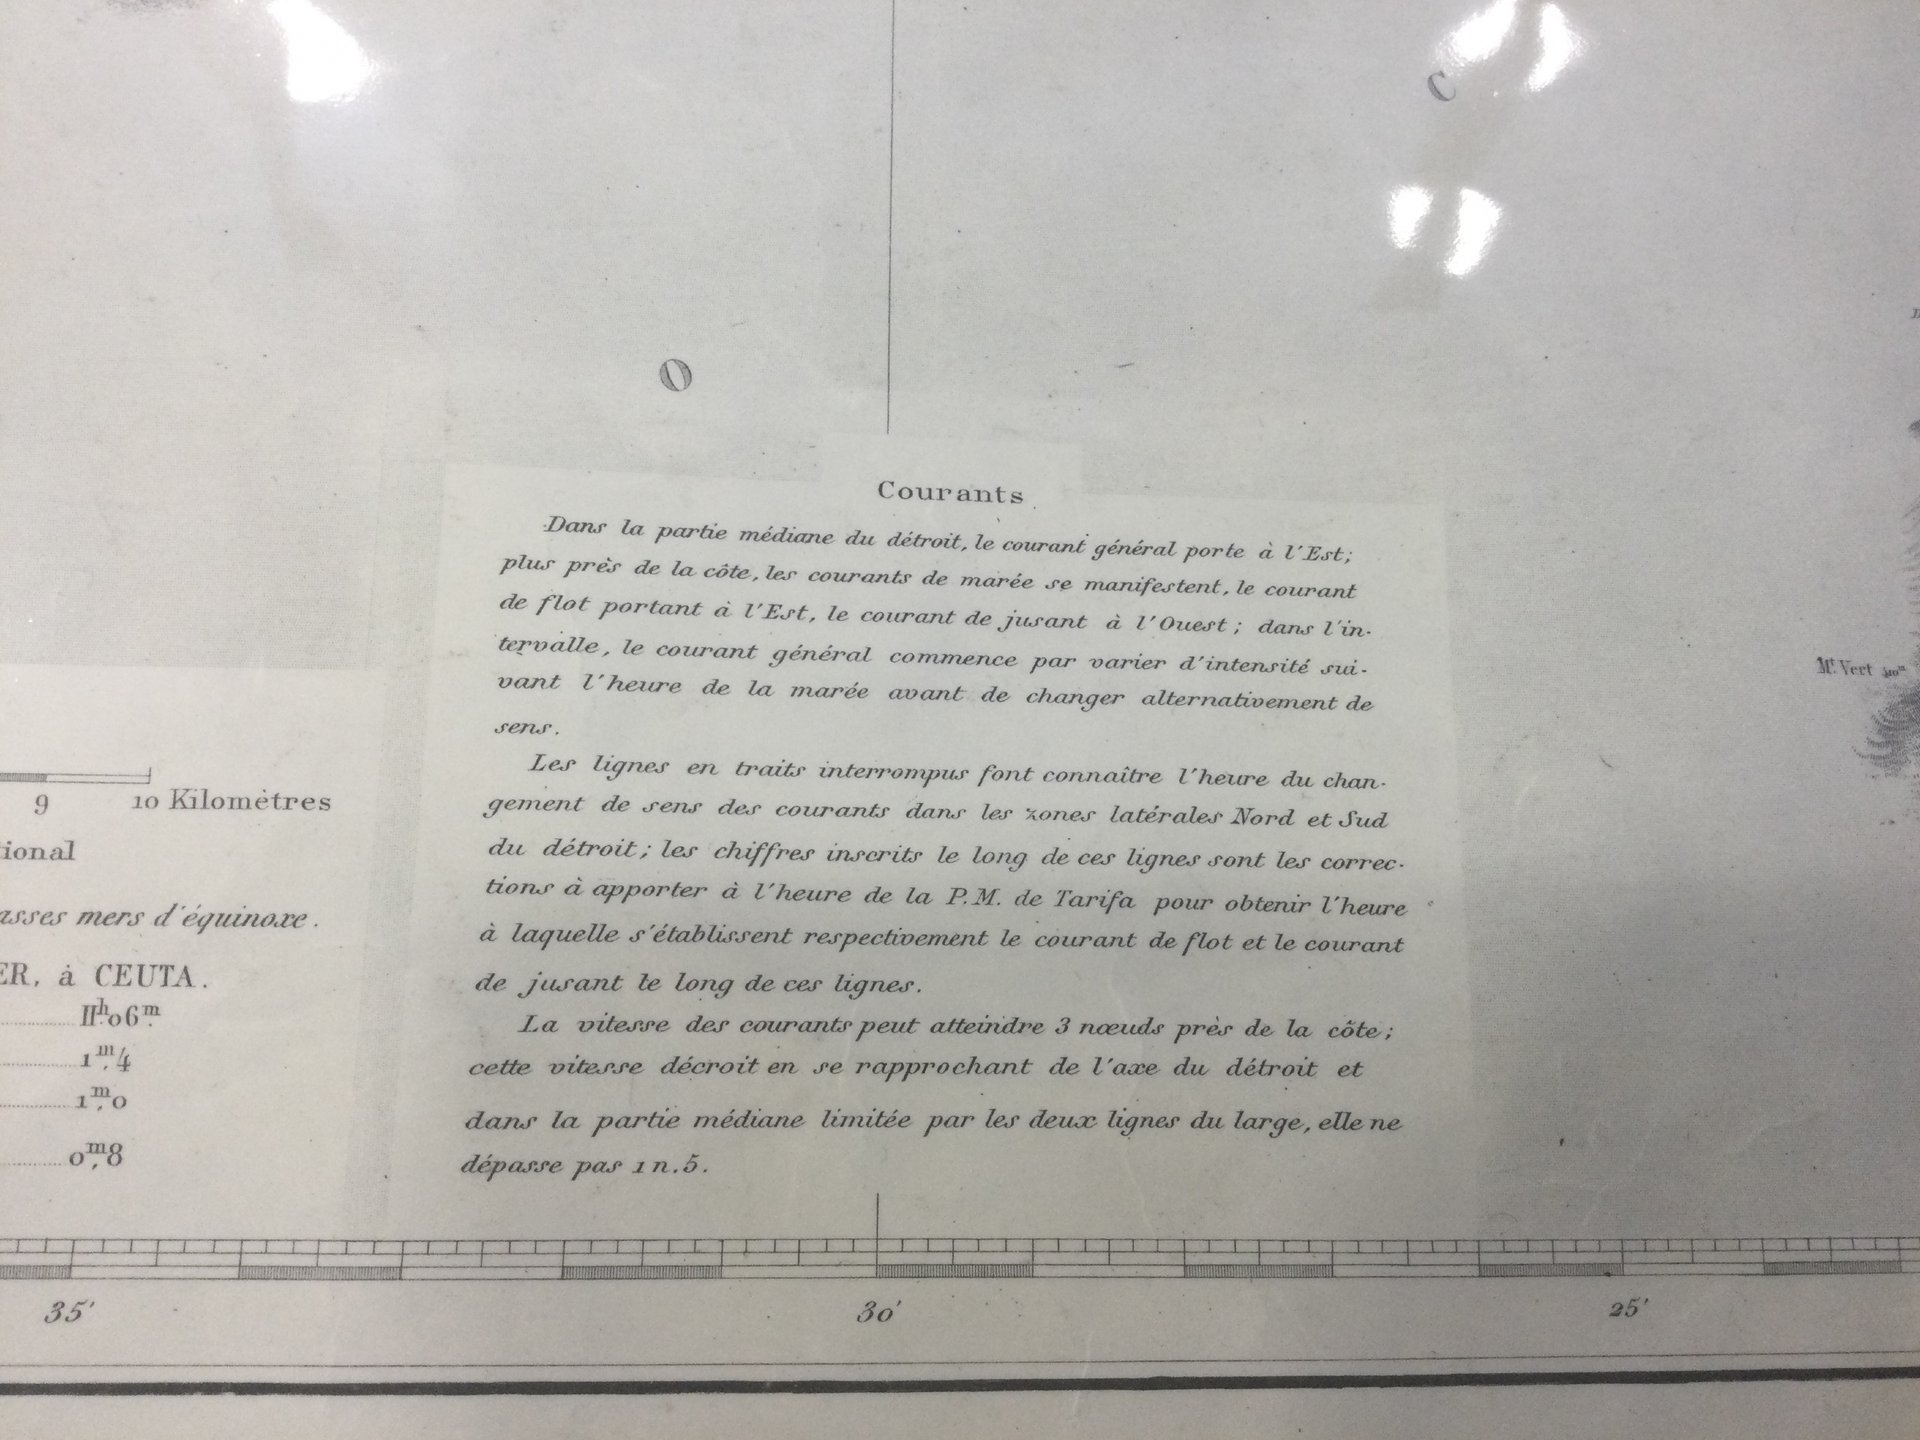 C
O
Courants
Dans la partie médiane du détroit, le courant général porte à l'Est;
plus près de la côte, les courants de marée se manifestent, le courant
de flot portant à l'Est, le courant de jusant à l'Ouest; dans l'in-
tervalle, le courant général commence par varier d'intensité sui-
vant l'heure de la marée avant de changer alternativement de
sens.
Les lignes en traits interrompus font connaître l'heure du chan-
gement de sens des courants dans les zones latérales Nord et Sud
du détroit; les chiffres inscrits le long de ces lignes sont les correc-
tions à apporter à l'heure de la P.M. de Tarifa pour obtenir l'heure
à laquelle s'établissent respectivement le courant de flot et le courant
de jusant le long de ces lignes.
La vitesse des courants peut atteindre 3 nœuds près de la côte;
cette vitesse décroit en se rapprochant de l'axe du détroit et
dans la partie médiane limitée par les deux lignes du large, elle ne
dépasse pas 1 n.5.
9 10 Kilomètres
ional
asses mers d'équinoxe.
ER, à CEUTA.
IIh.06m
1m,4
1m,0
0m,8
Mt. Vert
35' 30' 25'